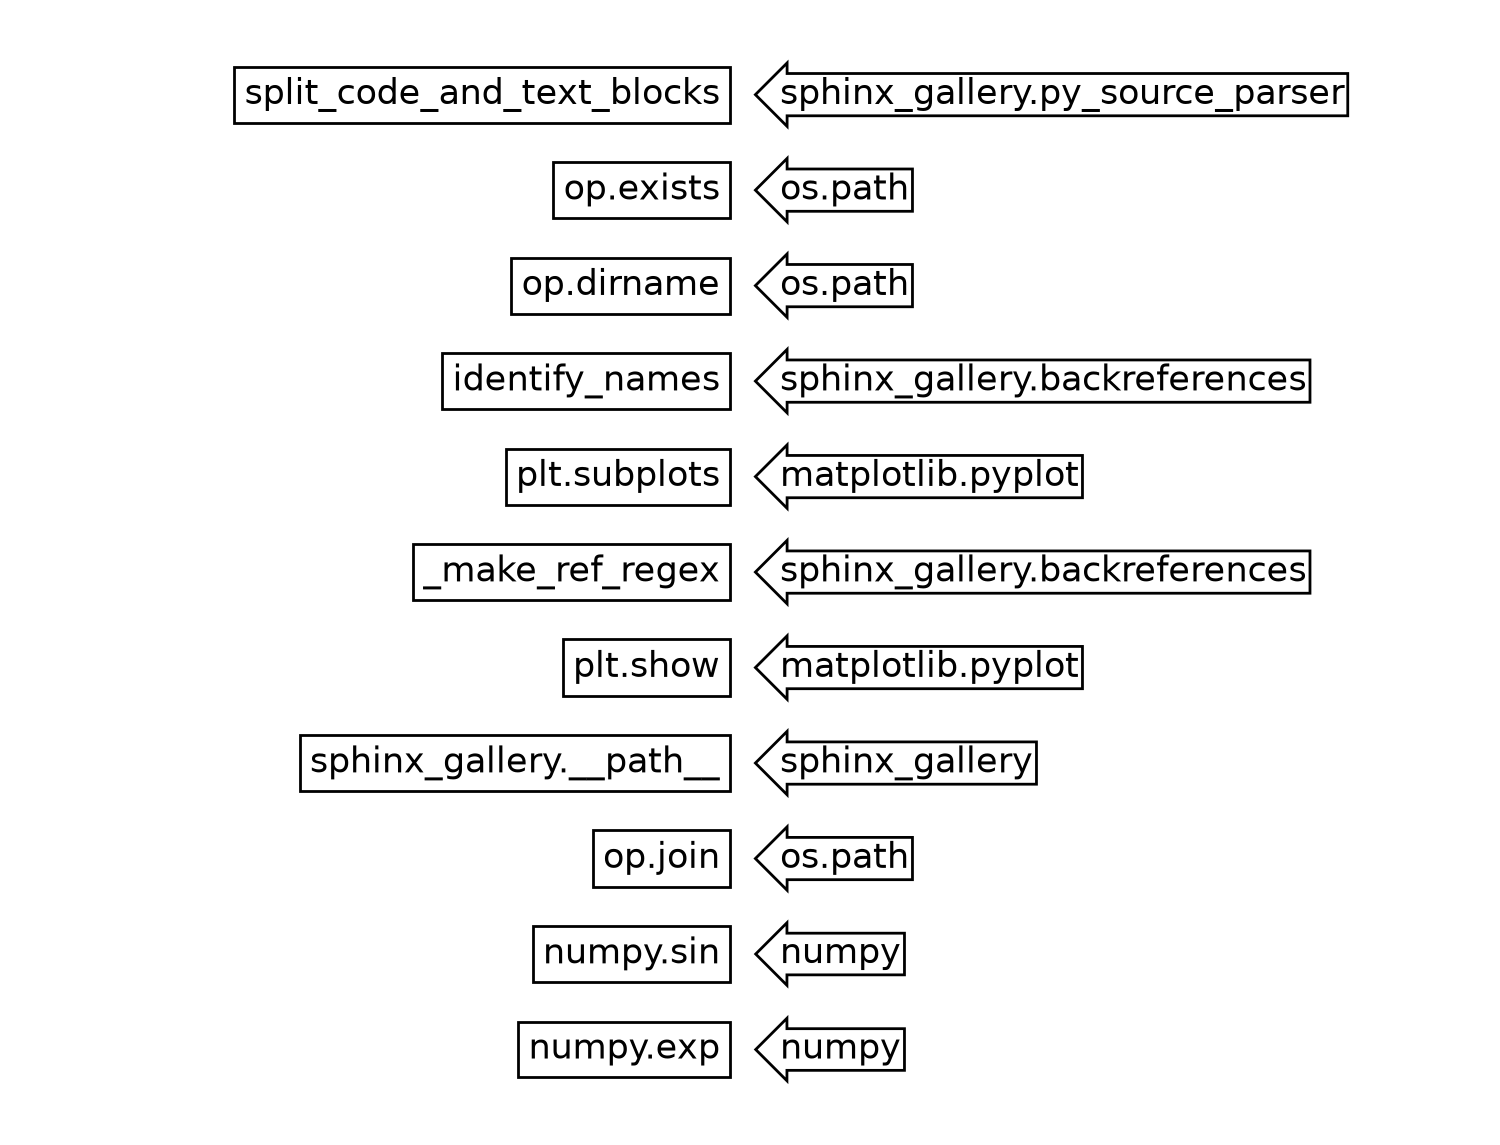 split_code_and_text_blocks sphinx_gallery.py_source_parser
op.exists os.path
op.dirname os.path
identify_names sphinx_gallery.backreferences
plt.subplots matplotlib.pyplot
_make_ref_regex sphinx_gallery.backreferences
plt.show matplotlib.pyplot
sphinx_gallery.__path__ sphinx_gallery
op.join os.path
numpy.sin numpy
numpy.exp numpy